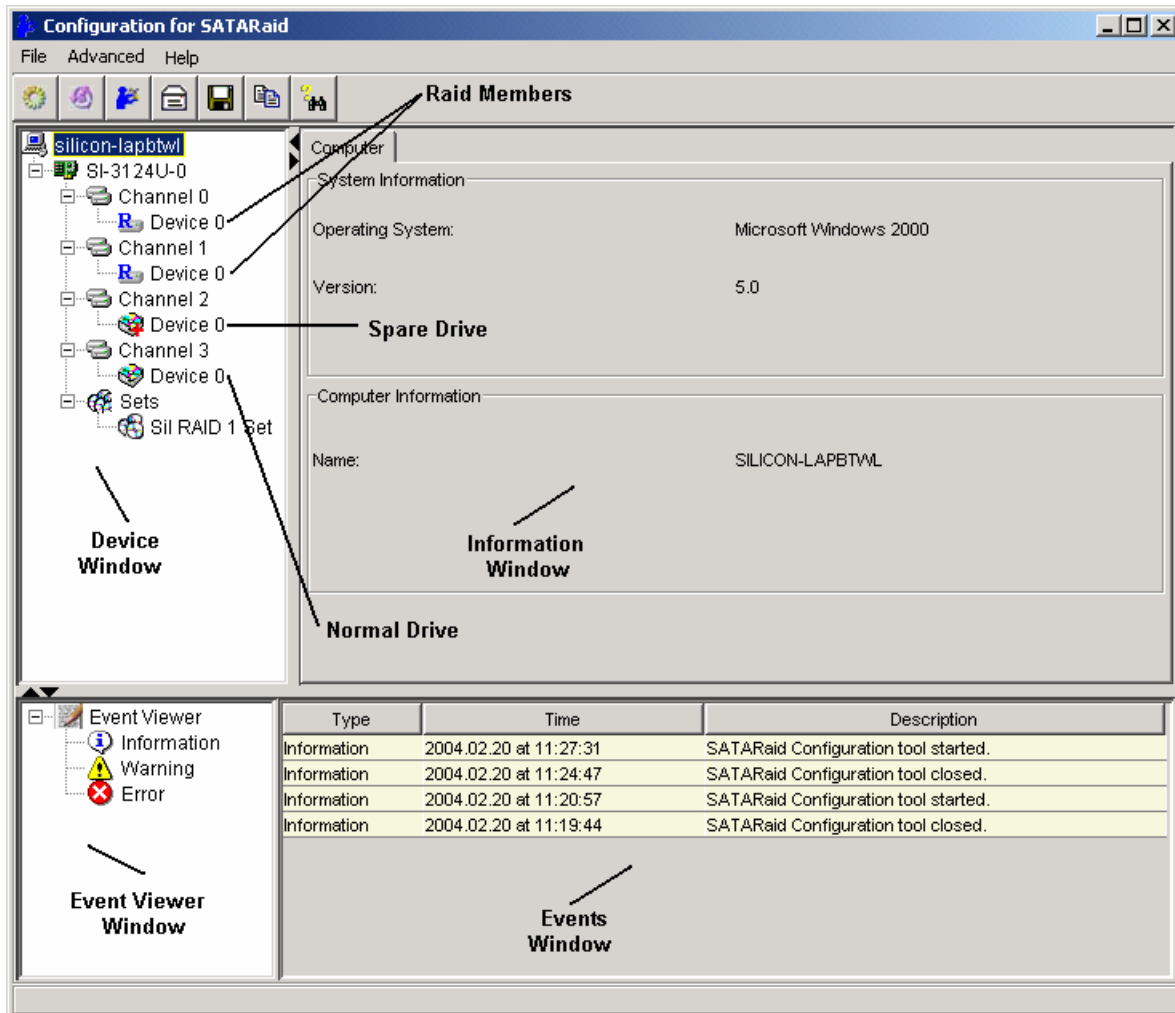 Configuration for SATARaid
File Advanced Help
Raid Members
silicon-lapbtwl
SI-3124U-0
Channel 0
Device 0
Channel 1
Device 0
Channel 2
Device 0
Channel 3
Device 0
Sets
Sil RAID 1 Set
Device
Window
Computer
System Information
Operating System: Microsoft Windows 2000
Version: 5.0
Spare Drive
Computer Information
Name: SILICON-LAPBTWL
Information
Window
Normal Drive
Event Viewer
Information
Warning
Error
Event Viewer
Window
Type Time Description
Information 2004.02.20 at 11:27:31 SATARaid Configuration tool started.
Information 2004.02.20 at 11:24:47 SATARaid Configuration tool closed.
Information 2004.02.20 at 11:20:57 SATARaid Configuration tool started.
Information 2004.02.20 at 11:19:44 SATARaid Configuration tool closed.
Events
Window